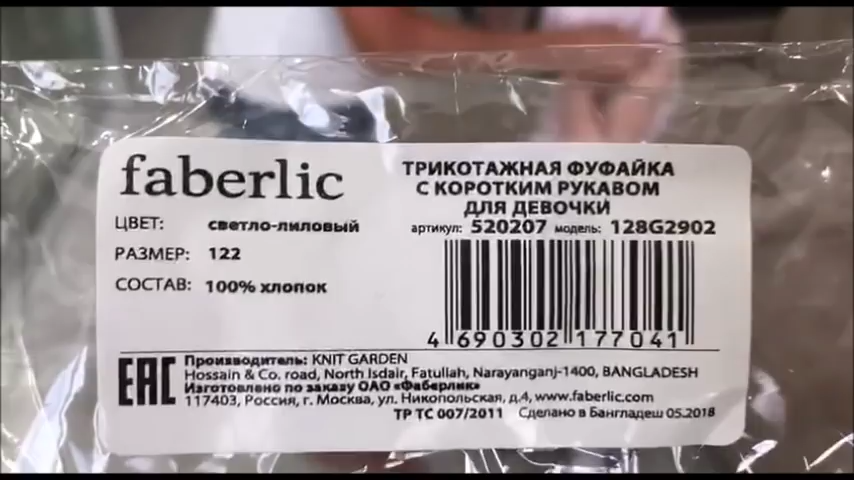 faberlic
ТРИКОТАЖНАЯ ФУФАЙКА
С КОРОТКИМ РУКАВОМ
ДЛЯ ДЕВОЧКИ
артикул: 520207 модель: 128G2902
ЦВЕТ: светло-лиловый
РАЗМЕР: 122
СОСТАВ: 100% хлопок
4 690302 177041
EAC
Производитель: KNIT GARDEN
Hossain & Co. road, North Isdair, Fatullah, Narayanganj-1400, BANGLADESH
Изготовлено по заказу ОАО «Фаберлик»
117403, Россия, г. Москва, ул. Никопольская, д.4, www.faberlic.com
ТР ТС 007/2011 Сделано в Бангладеш 05.2018